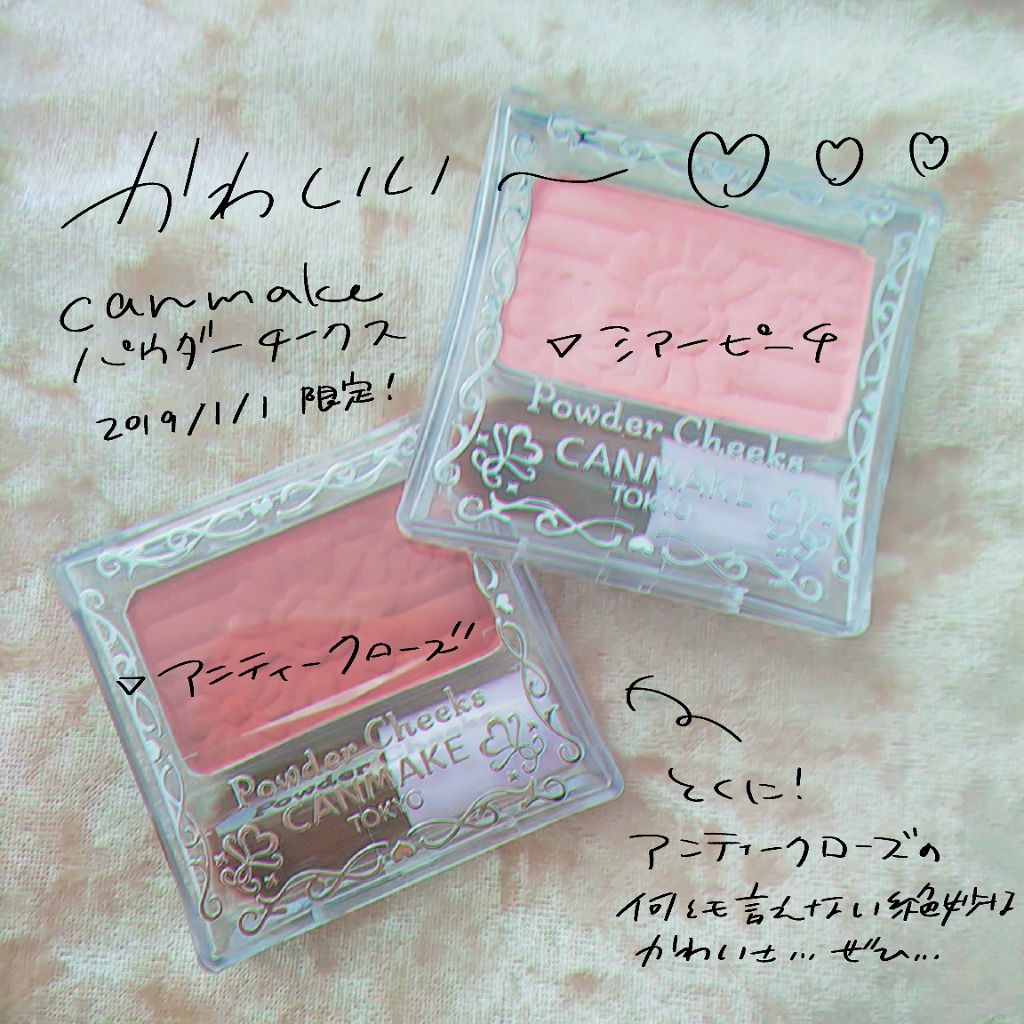 かわいい〜♡♡♡
canmake
パウダーチークス
2019/1/1 限定！
▽シアーピーチ
Powder Cheeks
CANMAKE
TOKYO
▽アンティークローズ
Powder Cheeks
CANMAKE
TOKYO
とくに！
アンティークローズの
何とも言えない絶妙な
かわいさ...ぜひ...